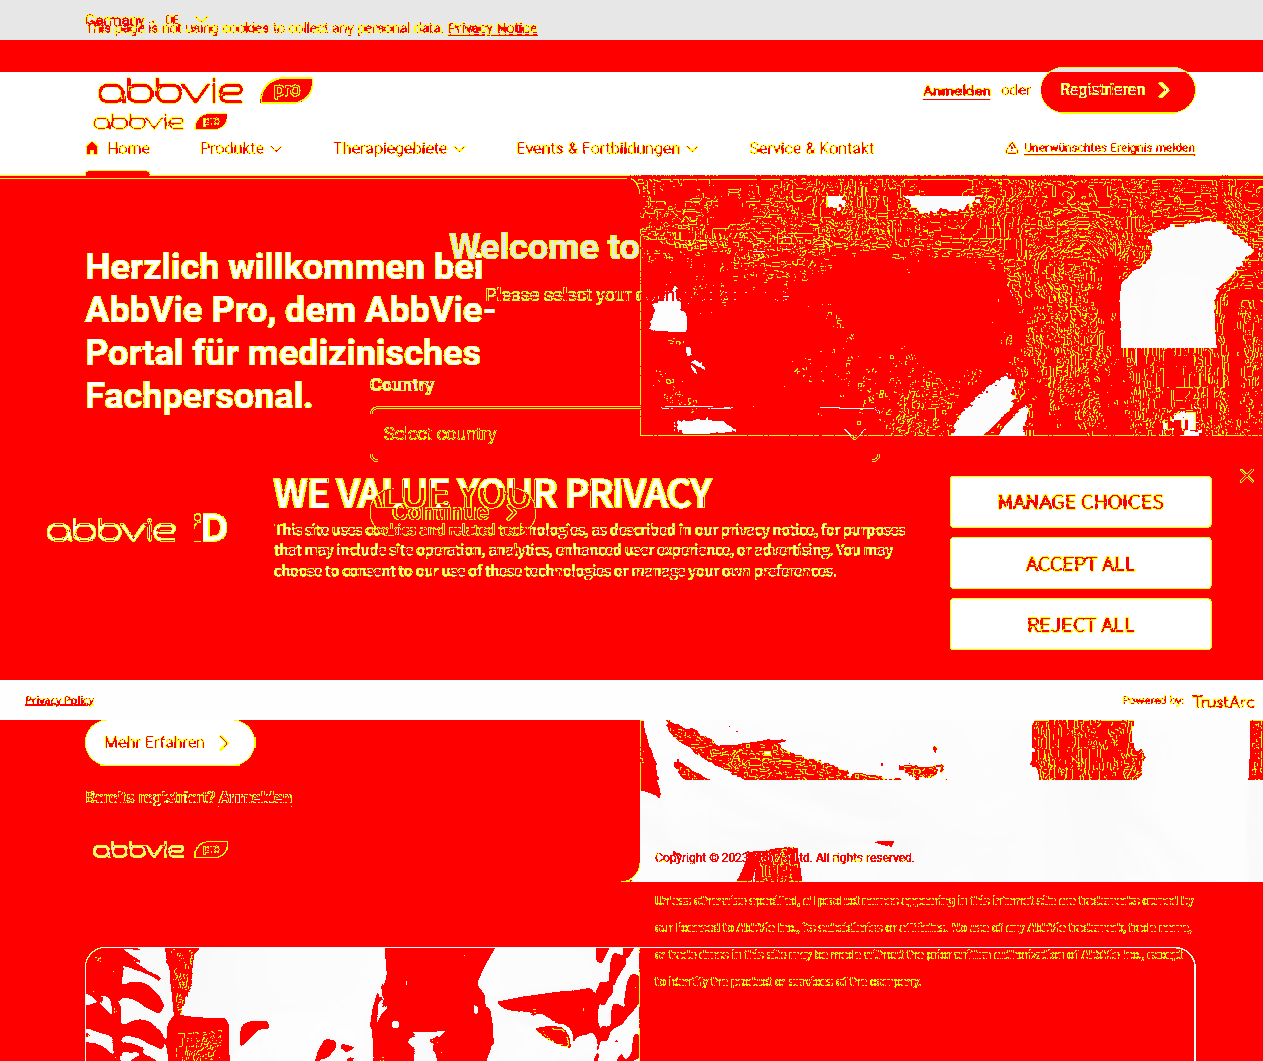 Germany DE
This page is not using cookies to collect any personal data. Privacy Notice
abbvie pro
Anmelden oder Registrieren
abbvie pro
Home Produkte Therapiegebiete Events & Fortbildungen Service & Kontakt Unerwünschtes Ereignis melden
Welcome to
Herzlich willkommen bei
AbbVie Pro, dem AbbVie-
Portal für medizinisches
Fachpersonal.
Please select your
Country
Select country
WE VALUE YOUR PRIVACY
Continue
This site uses cookies and related technologies, as described in our privacy notice, for purposes
that may include site operation, analytics, enhanced user experience, or advertising. You may
choose to consent to our use of these technologies or manage your own preferences.
abbvie
MANAGE CHOICES
ACCEPT ALL
REJECT ALL
Privacy Policy
Powered by: TrustArc
Mehr Erfahren
Bereits registriert? Anmelden
abbvie pro
Copyright © 2023 Ltd. All rights reserved.
Unless otherwise specified, all product names appearing in this internet site are trademarks owned by
our licensed to AbbVie Inc., its subsidiaries or affiliates. No use of any AbbVie trademark, trade name,
or trade dress in this site may be made without the prior written authorization of AbbVie Inc., except
to identify the product or services of the company.